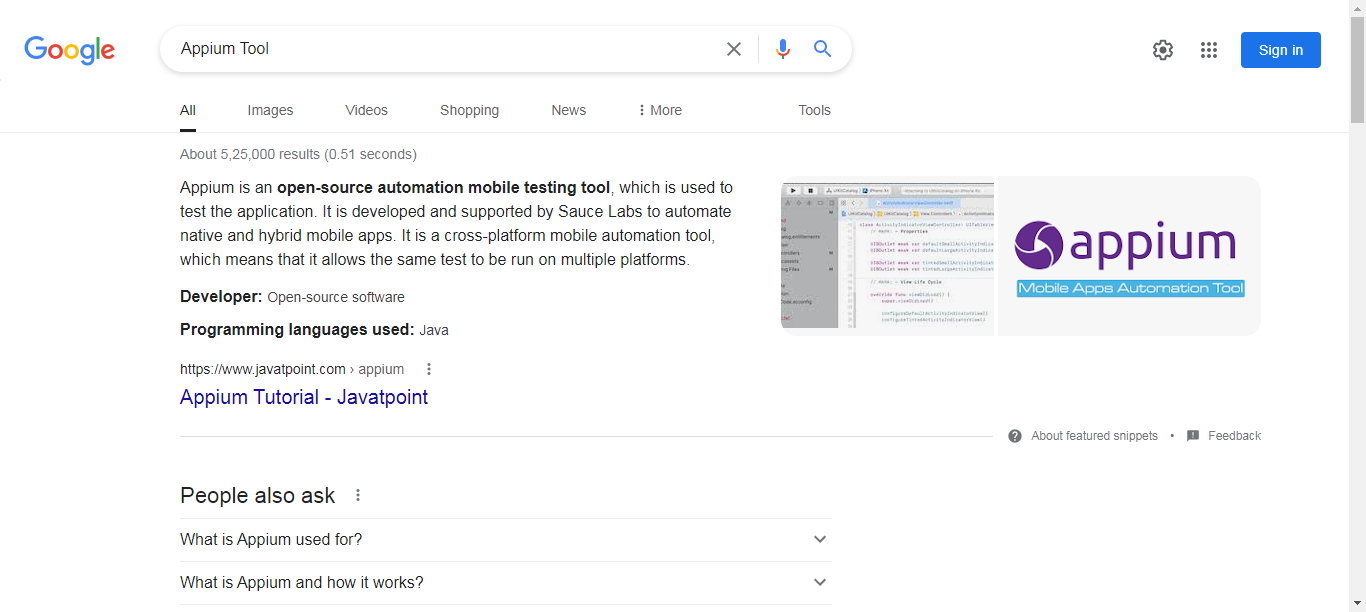 Google
Appium Tool
Sign in
All Images Videos Shopping News More Tools
About 5,25,000 results (0.51 seconds)
Appium is an open-source automation mobile testing tool, which is used to
test the application. It is developed and supported by Sauce Labs to automate
native and hybrid mobile apps. It is a cross-platform mobile automation tool,
which means that it allows the same test to be run on multiple platforms.
Developer: Open-source software
Programming languages used: Java
https://www.javatpoint.com › appium
Appium Tutorial - Javatpoint
appium
Mobile Apps Automation Tool
About featured snippets • Feedback
People also ask
What is Appium used for?
What is Appium and how it works?